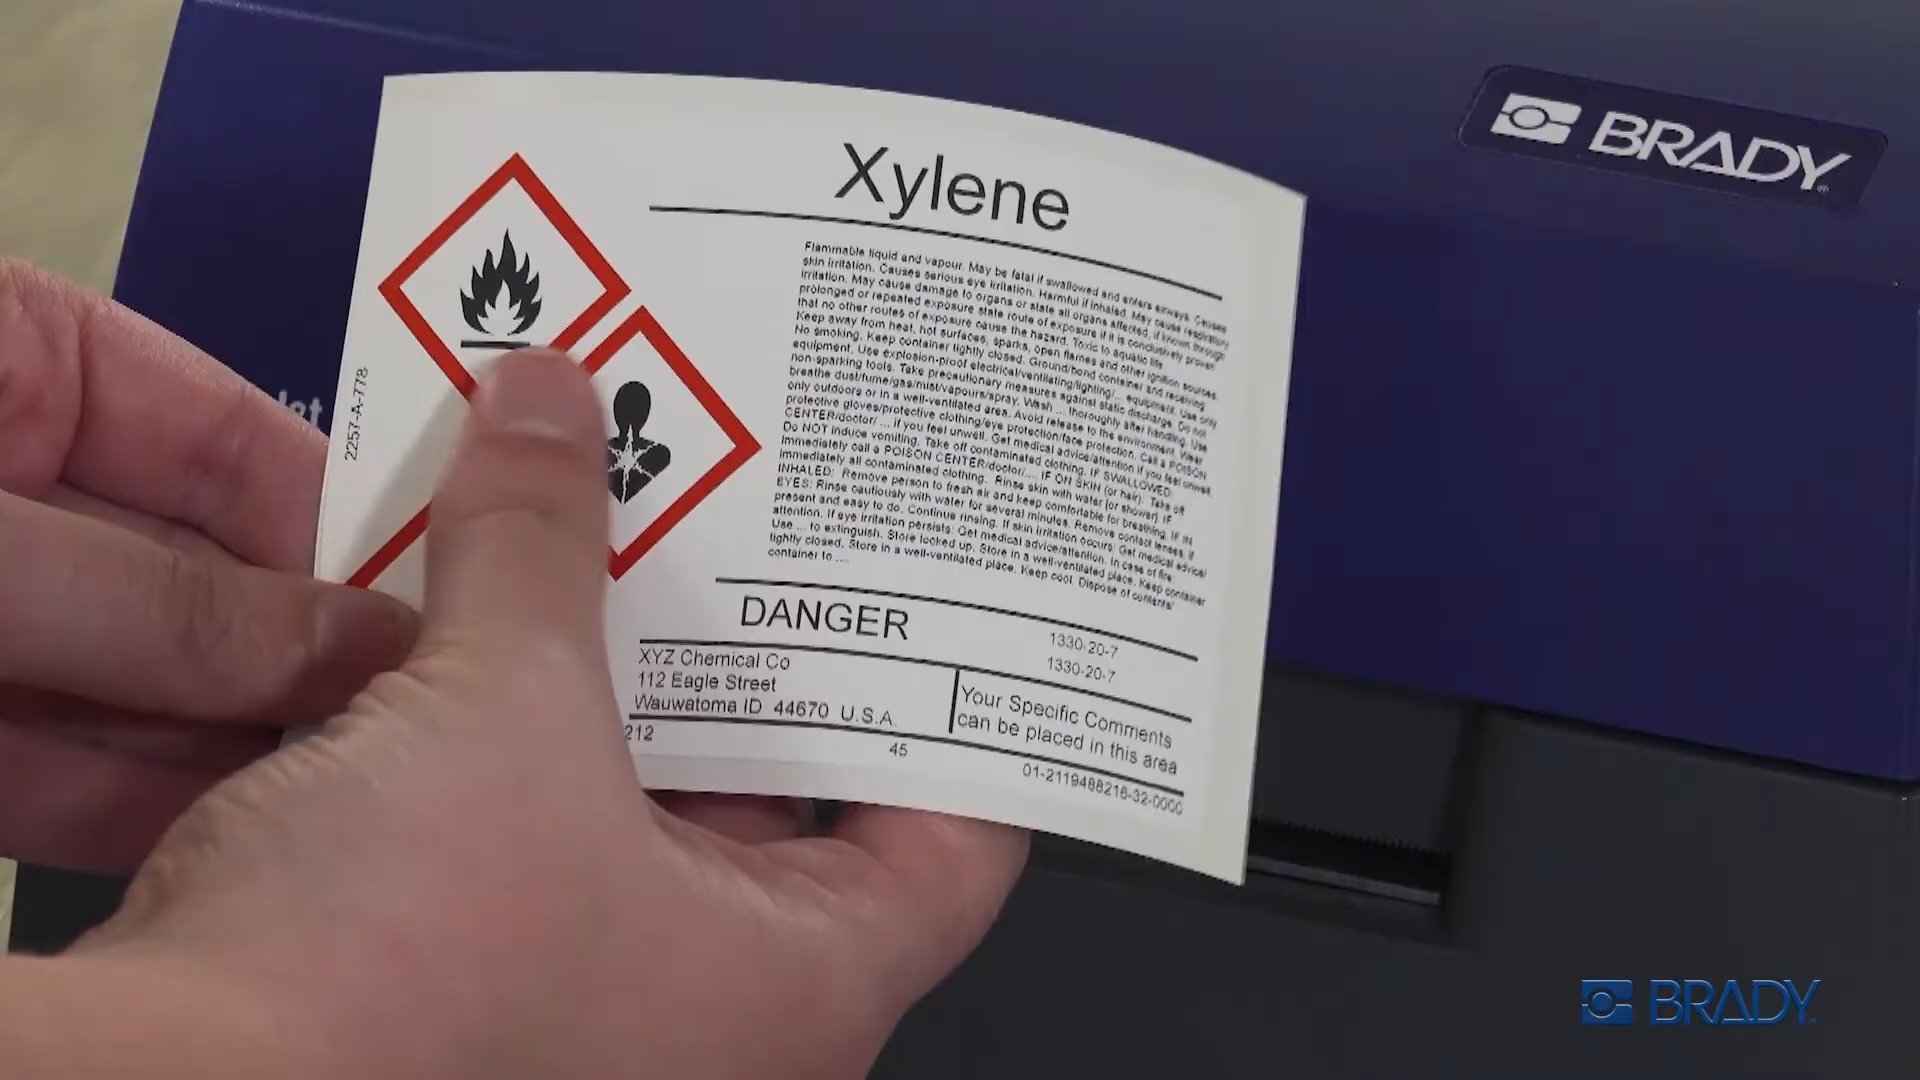 BRADY
Xylene
Flammable liquid and vapour. May be fatal if swallowed and enters airways. Causes
skin irritation. Causes serious eye irritation. Harmful if inhaled. May cause respiratory
irritation. May cause damage to organs or state all organs affected, if known through
prolonged or repeated exposure state route of exposure if it is conclusively proven
that no other routes of exposure cause the hazard. Toxic to aquatic life
Keep away from heat, hot surfaces, sparks, open flames and other ignition sources.
No smoking. Keep container tightly closed. Ground/bond container and receiving
equipment. Use explosion-proof electrical/ventilating/lighting/... equipment. Use only
non-sparking tools. Take precautionary measures against static discharge. Do not
breathe dust/fume/gas/mist/vapours/spray. Wash ... thoroughly after handling. Use
only outdoors or in a well-ventilated area. Avoid release to the environment. Wear
protective gloves/protective clothing/eye protection/face protection. Call a POISON
CENTER/doctor/ ... if you feel unwell. Get medical advice/attention if you feel unwell.
Do NOT induce vomiting. Take off contaminated clothing. IF SWALLOWED:
Immediately call a POISON CENTER/doctor/.... IF ON SKIN (or hair): Take off
immediately all contaminated clothing. Rinse skin with water [or shower]. IF
INHALED: Remove person to fresh air and keep comfortable for breathing. IF IN
EYES: Rinse cautiously with water for several minutes. Remove contact lenses, if
present and easy to do. Continue rinsing. If skin irritation occurs: Get medical advice/
attention. If eye irritation persists: Get medical advice/attention. In case of fire:
Use ... to extinguish. Store locked up. Store in a well-ventilated place. Keep container
tightly closed. Store in a well-ventilated place. Keep cool. Dispose of contents/
container to ....
2257-A-778
DANGER
1330-20-7
1330-20-7
XYZ Chemical Co
112 Eagle Street
Wauwatoma ID 44670 U.S.A.
Your Specific Comments
can be placed in this area
212
45
01-2119488216-32-0000
BRADY